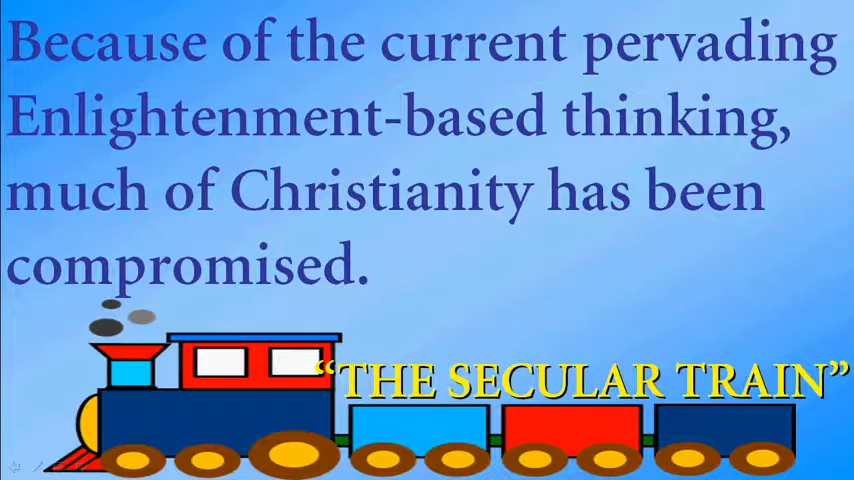 Because of the current pervading
Enlightenment-based thinking,
much of Christianity has been
compromised.
“THE SECULAR TRAIN”